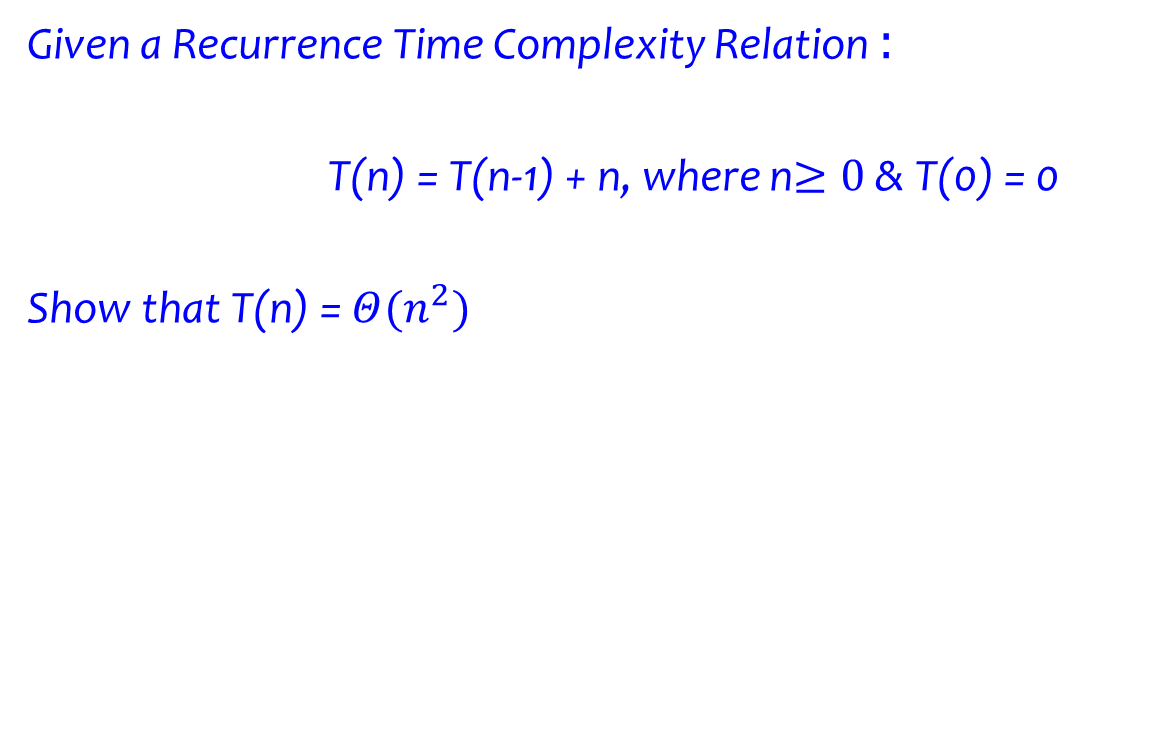 Given a Recurrence Time Complexity Relation :
T(n) = T(n-1) + n, where n≥ 0 & T(0) = 0
Show that T(n) = Θ(n²)